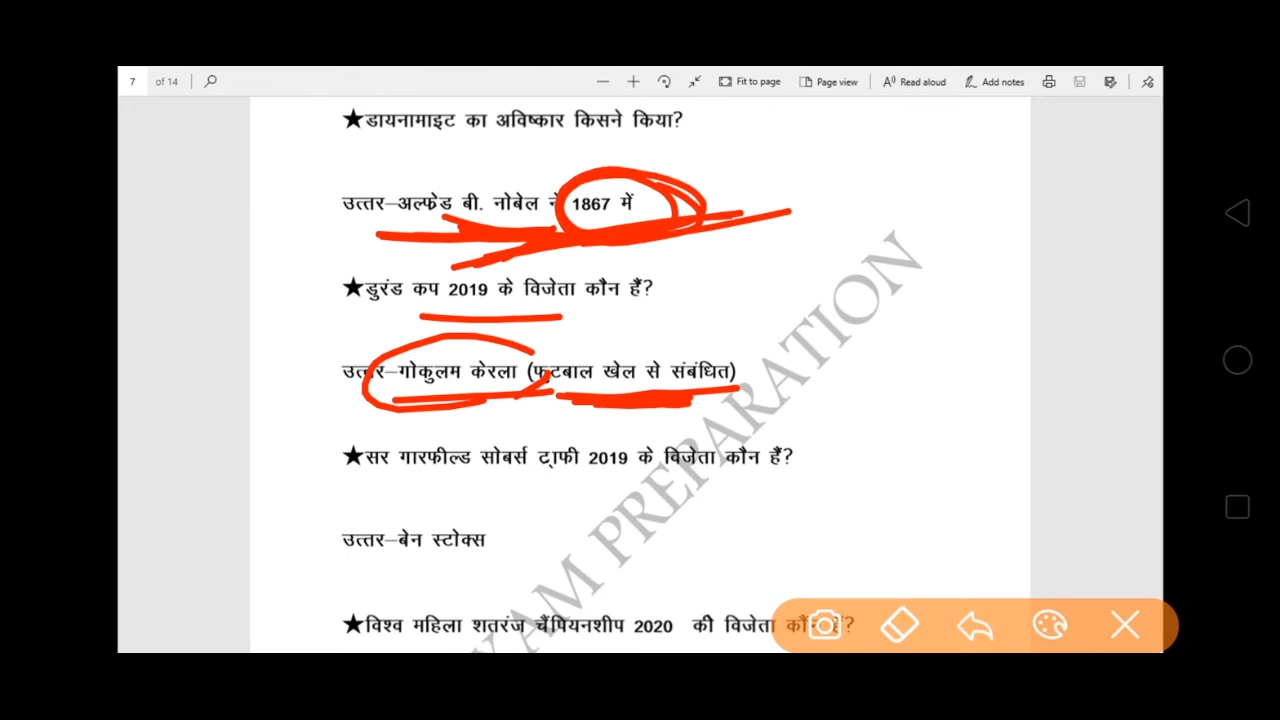 7 of 14 Fit to page Page view Read aloud Add notes
★डायनामाइट का अविष्कार किसने किया?
उत्तर–अल्फ्रेड बी. नोबेल ने 1867 में
★डुरंड कप 2019 के विजेता कौन हैं?
उत्तर–गोकुलम केरला (फुटबाल खेल से संबंधित)
★सर गारफील्ड सोबर्स ट्राफी 2019 के विजेता कौन हैं?
उत्तर–बेन स्टोक्स
★विश्व महिला शतरंज चैंपियनशीप 2020 की विजेता कौन हैं?
PREPARATION